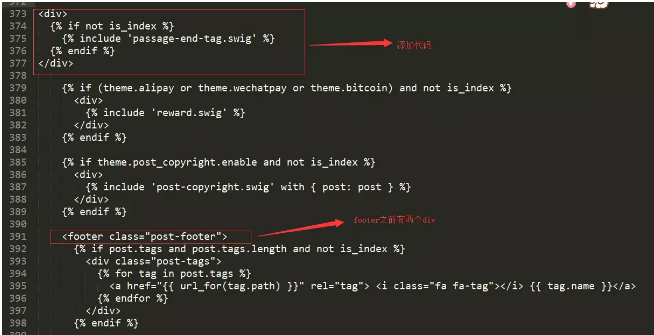 372
373 <div>
374 {% if not is_index %}
375 {% include 'passage-end-tag.swig' %}
376 {% endif %}
377 </div>
添加代码
378
379 {% if (theme.alipay or theme.wechatpay or theme.bitcoin) and not is_index %}
380 <div>
381 {% include 'reward.swig' %}
382 </div>
383 {% endif %}
384
385 {% if theme.post_copyright.enable and not is_index %}
386 <div>
387 {% include 'post-copyright.swig' with { post: post } %}
388 </div>
389 {% endif %}
390
footer之前有两个div
391 <footer class="post-footer">
392 {% if post.tags and post.tags.length and not is_index %}
393 <div class="post-tags">
394 {% for tag in post.tags %}
395 <a href="{{ url_for(tag.path) }}" rel="tag"> <i class="fa fa-tag"></i> {{ tag.name }}</a>
396 {% endfor %}
397 </div>
398 {% endif %}